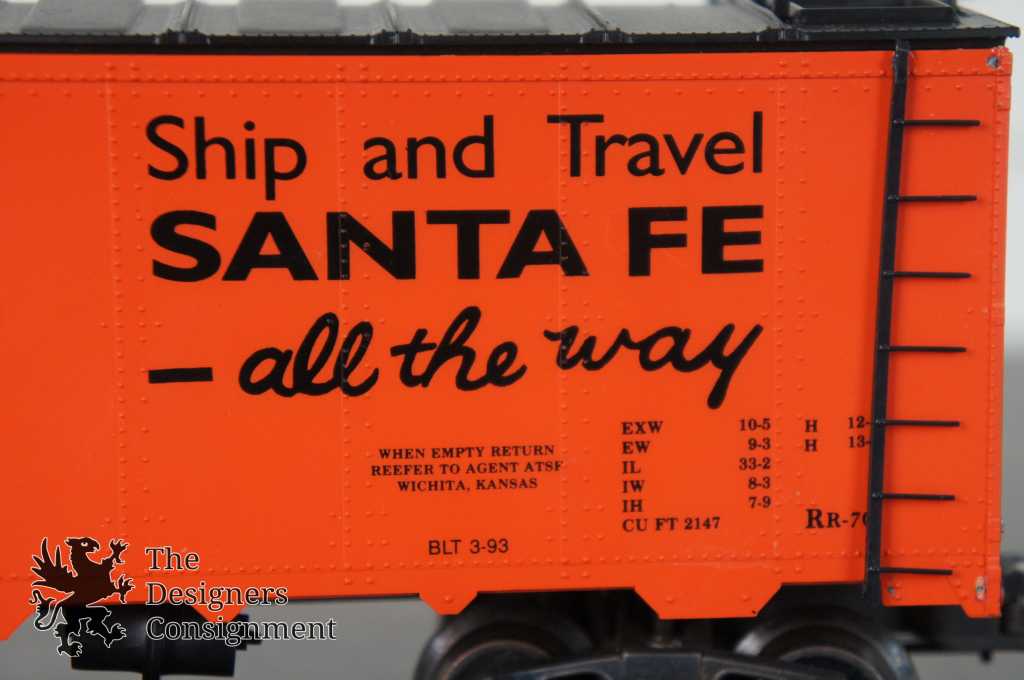 Ship and Travel
SANTA FE
- all the way
WHEN EMPTY RETURN
REEFER TO AGENT ATSF
WICHITA, KANSAS
BLT 3-93
EXW 10-5 H 12-
EW 9-3 H 13-
IL 33-2
IW 8-3
IH 7-9
CU FT 2147
The
Designers
Consignment